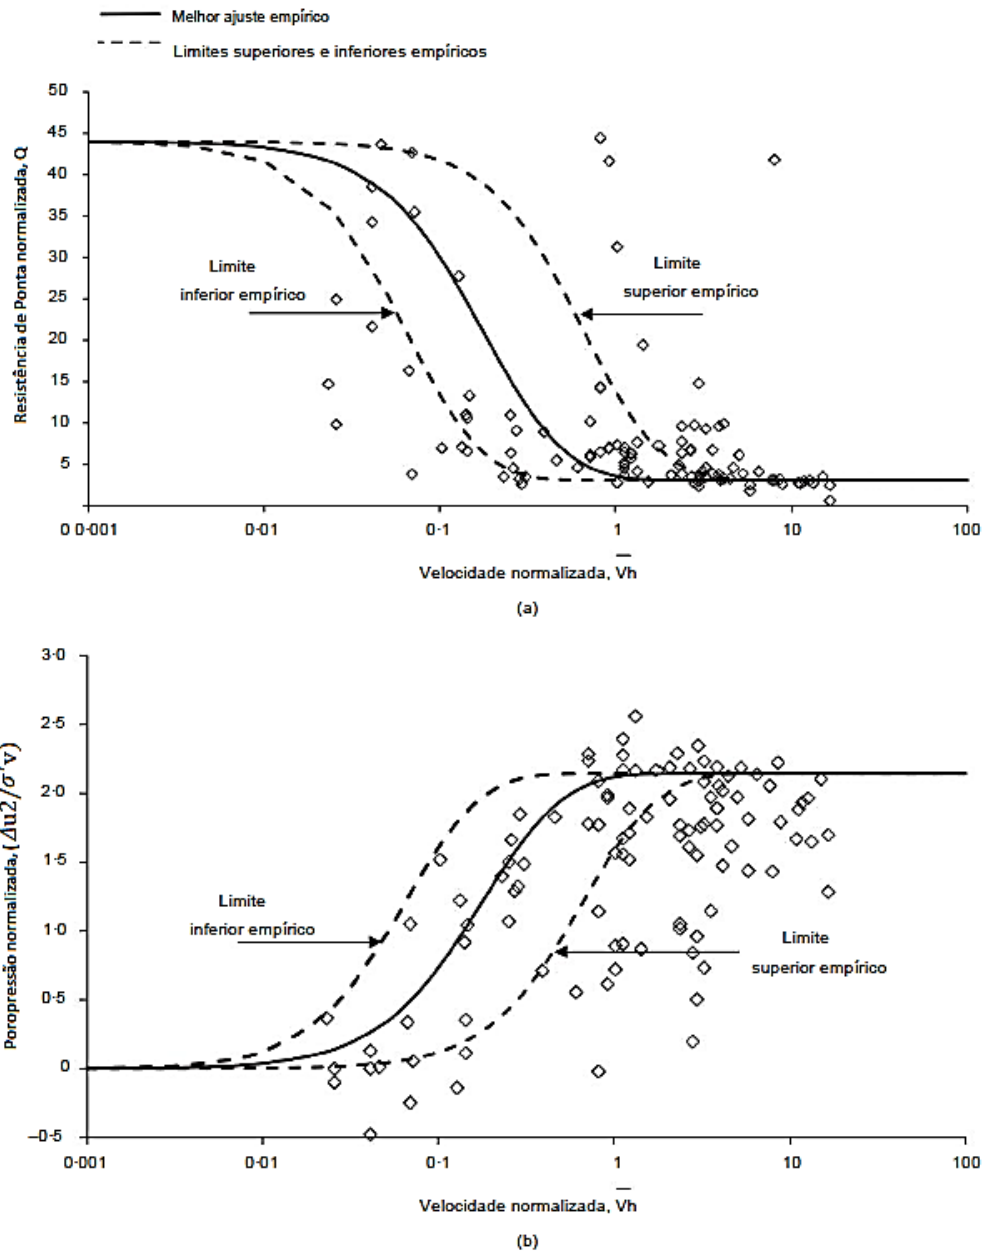 Melhor ajuste empírico
Limites superiores e inferiores empíricos
50
45
40
35
30
25
20
15
10
5
Resistência de Ponta normalizada, Q
Limite
inferior empírico
Limite
superior empírico
0 0·001
0·01
0·1
1
10
100
Velocidade normalizada, V̅h̅
(a)
3·0
2·5
2·0
1·5
1·0
0·5
0
−0·5
Poropressão normalizada, (Δu2/σ'v)
Limite
inferior empírico
Limite
superior empírico
0·001
0·01
0·1
1
10
100
Velocidade normalizada, V̅h̅
(b)